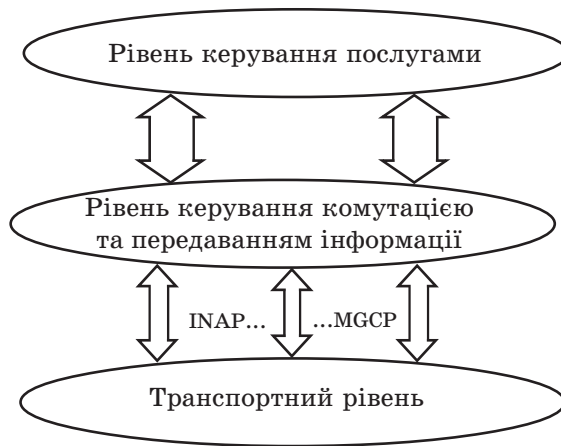 Рівень керування послугами
Рівень керування комутацією
та передаванням інформації
INAP... ...MGCP
Транспортний рівень